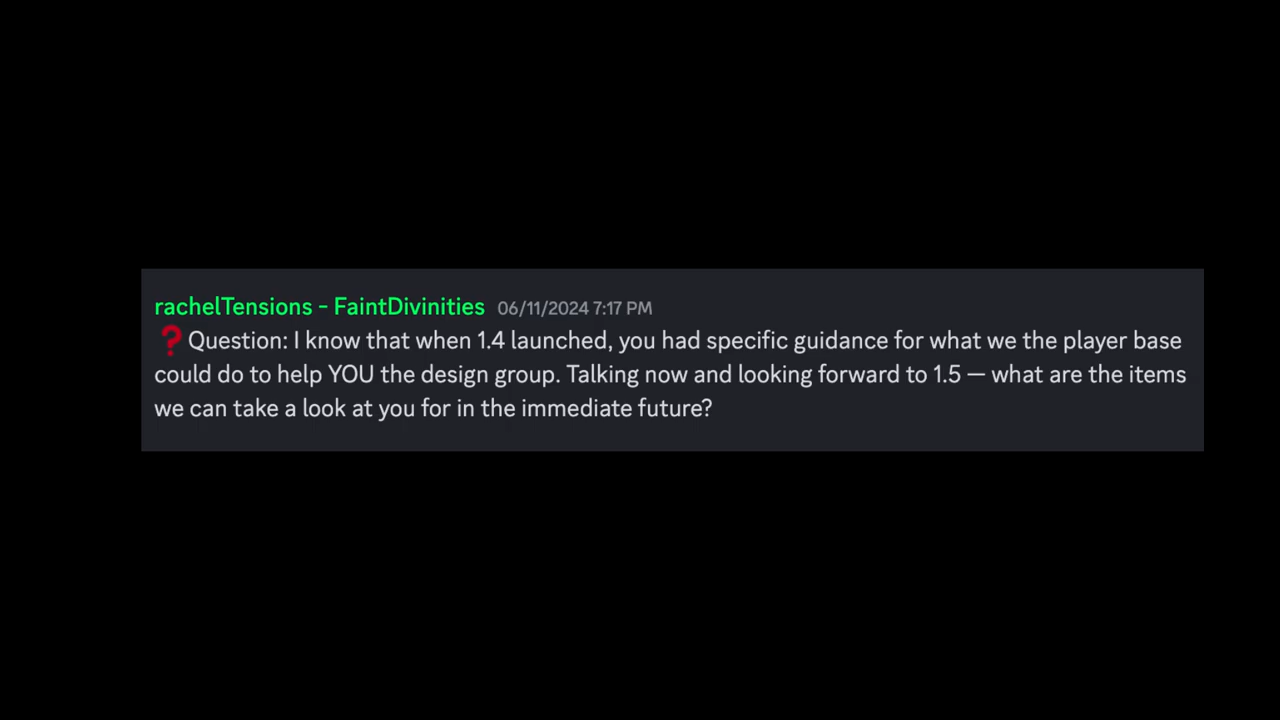 rachelTensions - FaintDivinities 06/11/2024 7:17 PM
❓Question: I know that when 1.4 launched, you had specific guidance for what we the player base
could do to help YOU the design group. Talking now and looking forward to 1.5 — what are the items
we can take a look at you for in the immediate future?